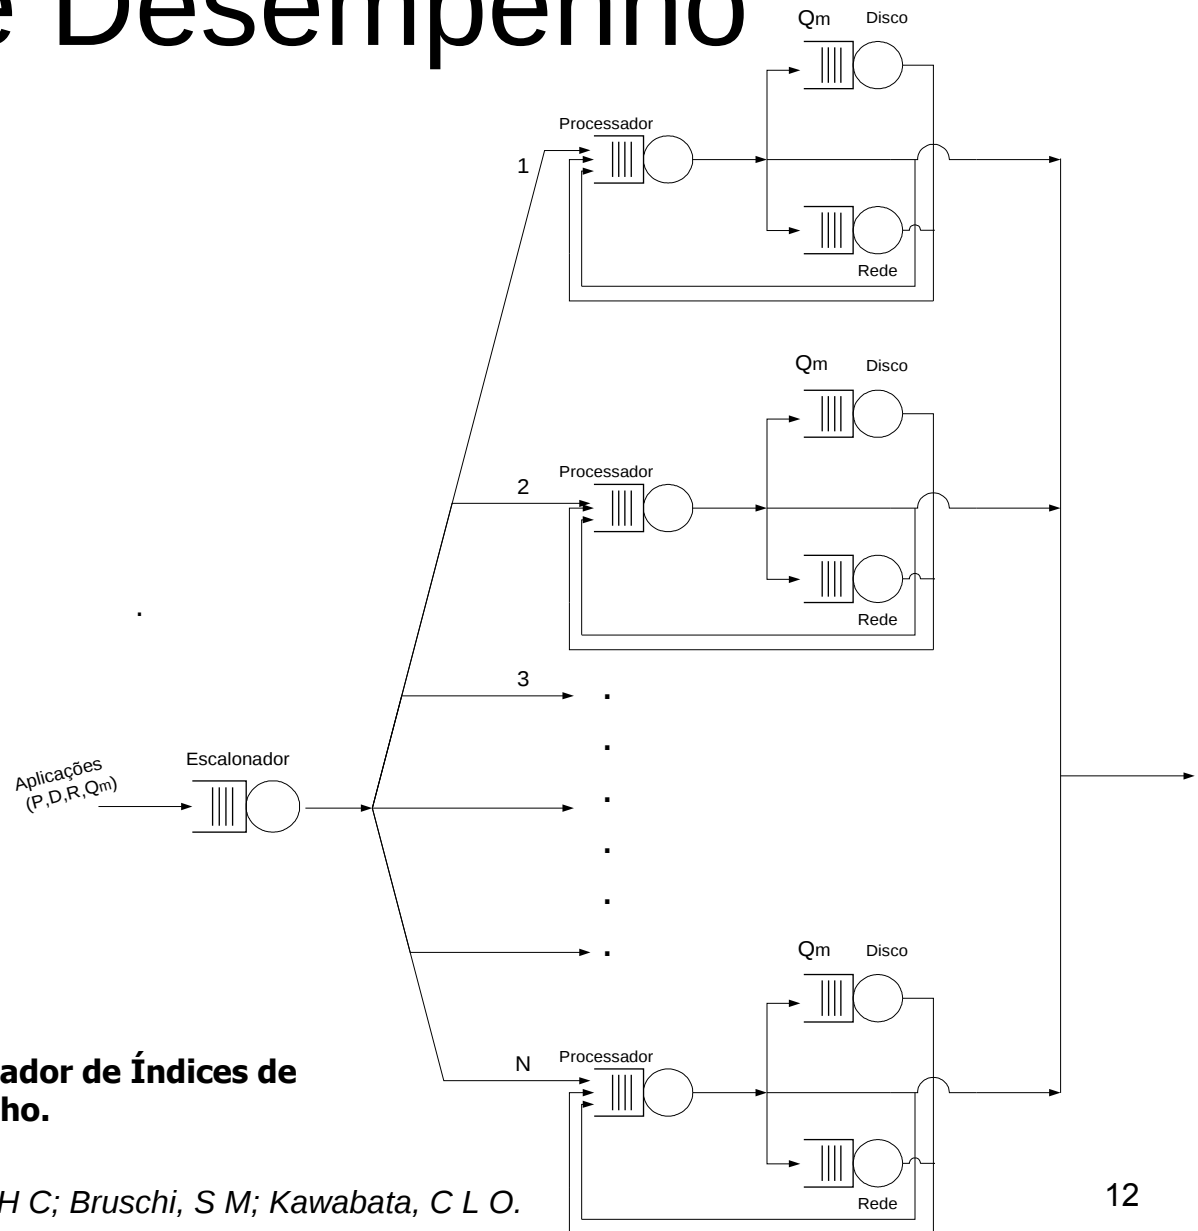 e Desempenho
Qm Disco
Processador
1
Rede
Qm Disco
Processador
2
Rede
.
3
.
.
.
.
.
.
Aplicações
(P,D,R,Qm)
Escalonador
Qm Disco
N
Processador
Rede
ador de Índices de
ho.
H C; Bruschi, S M; Kawabata, C L O.
12